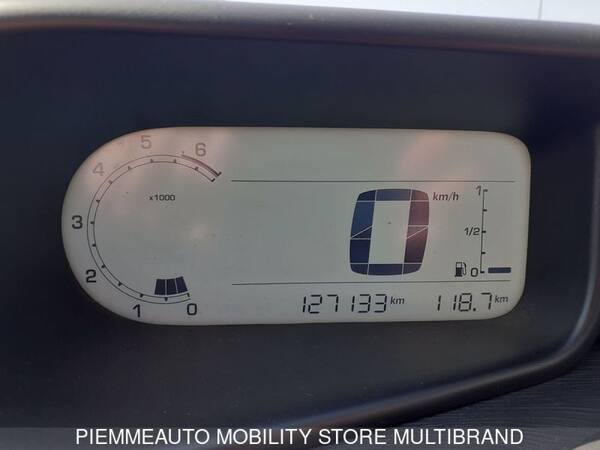 5 6
4
x1000
3
2
1 0
0 km/h
1
1/2
0
127133 km 118.7 km
PIEMMEAUTO MOBILITY STORE MULTIBRAND